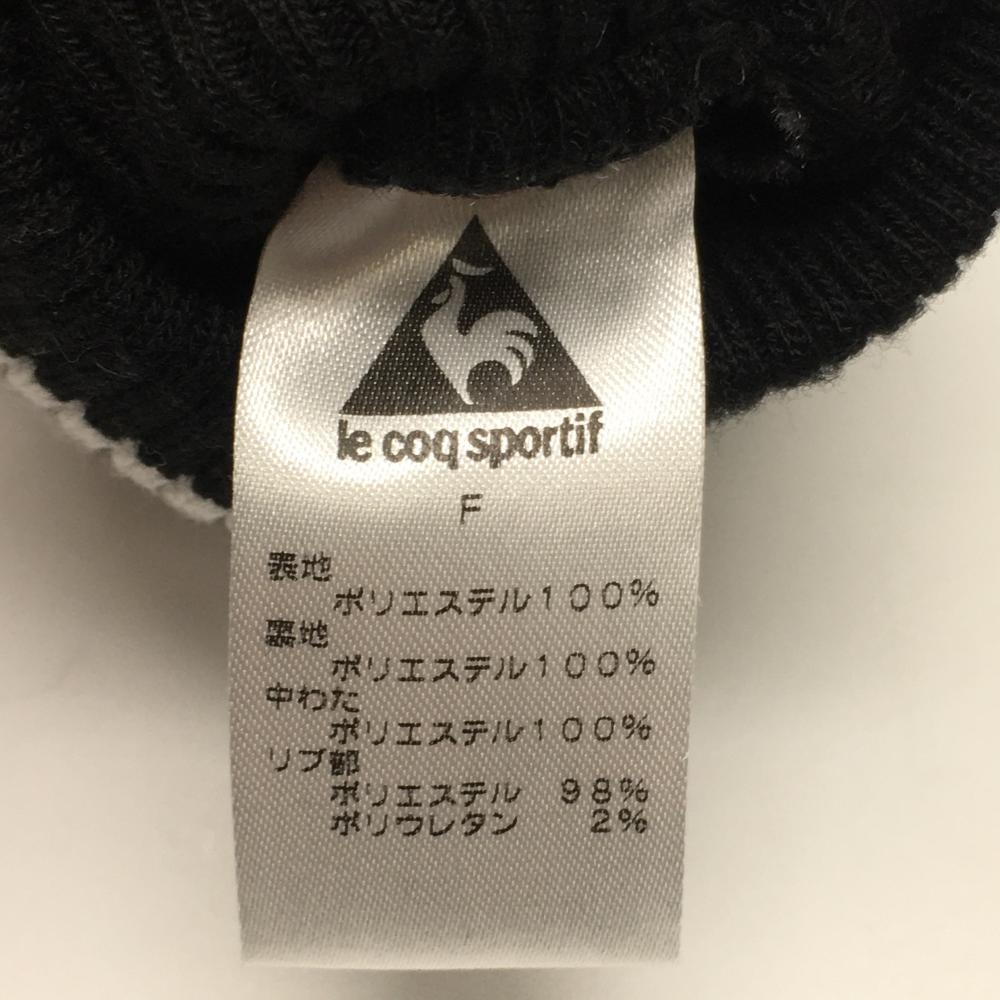 le coq sportif
F
表地
ポリエステル100%
裏地
ポリエステル100%
中わた
ポリエステル100%
リブ部
ポリエステル 98%
ポリウレタン 2%